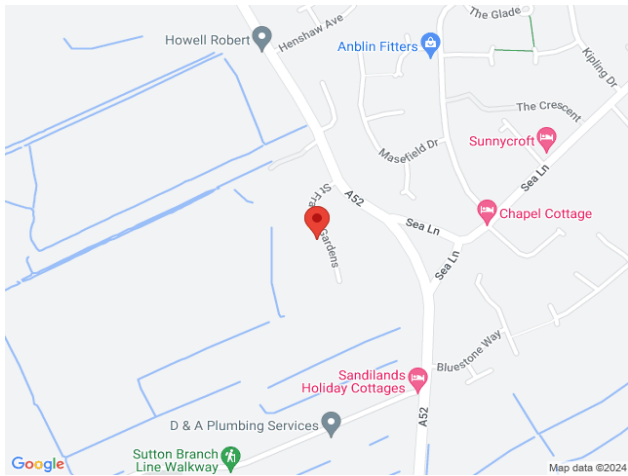 The Glade
Howell Robert
Henshaw Ave
Anblin Fitters
Kipling Dr
The Crescent
Sunnycroft
Masefield Dr
Sea Ln
St Fra
Gardens
A52
Chapel Cottage
Sea Ln
Sea Ln
Bluestone Way
Sandilands
Holiday Cottages
A52
D & A Plumbing Services
Sutton Branch
Line Walkway
Google
Map data ©2024